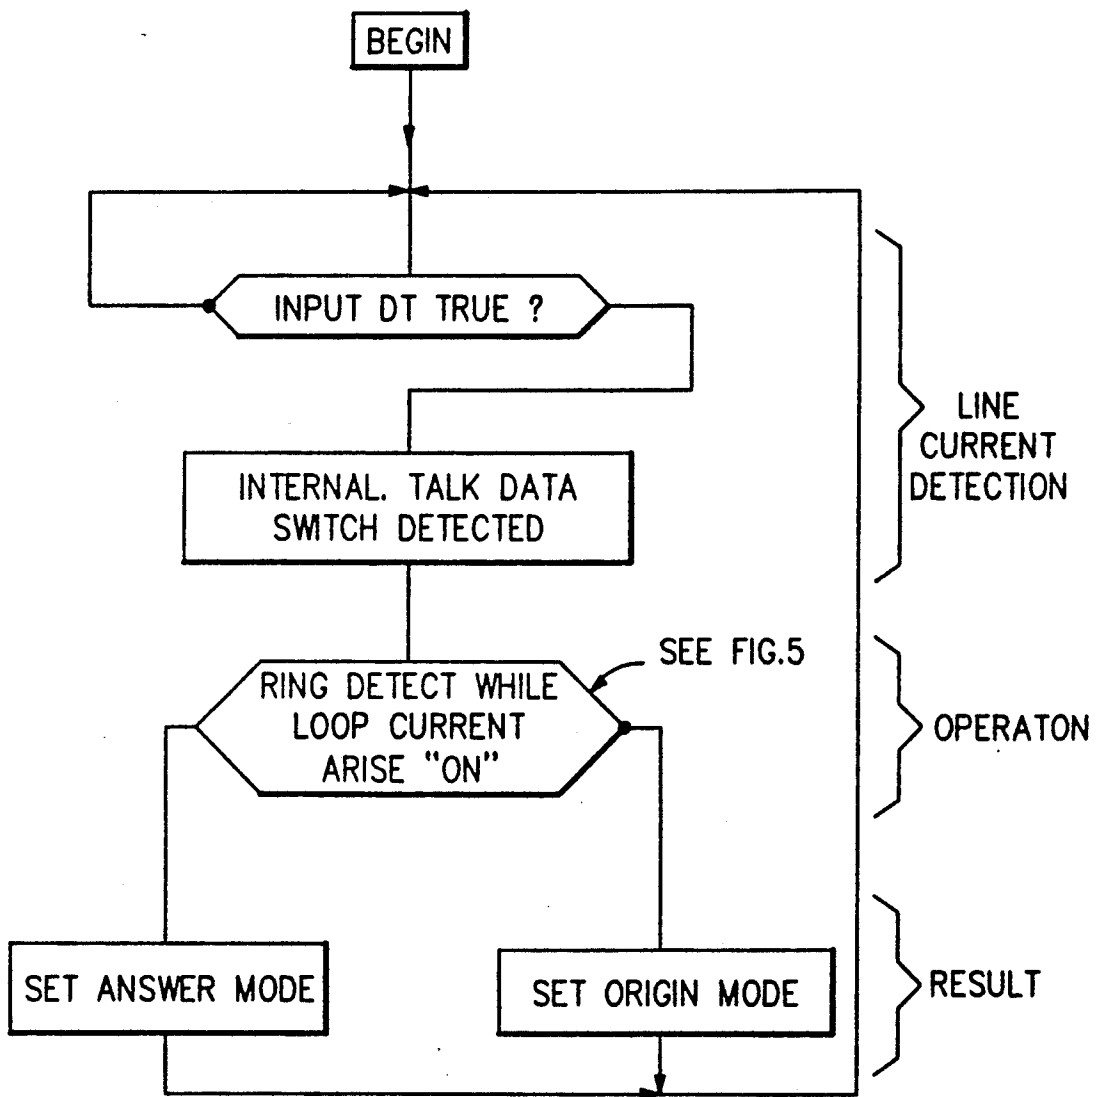 BEGIN
INPUT DT TRUE ?
INTERNAL. TALK DATA
SWITCH DETECTED
LINE
CURRENT
DETECTION
SEE FIG.5
RING DETECT WHILE
LOOP CURRENT
ARISE "ON"
OPERATON
SET ANSWER MODE
SET ORIGIN MODE
RESULT